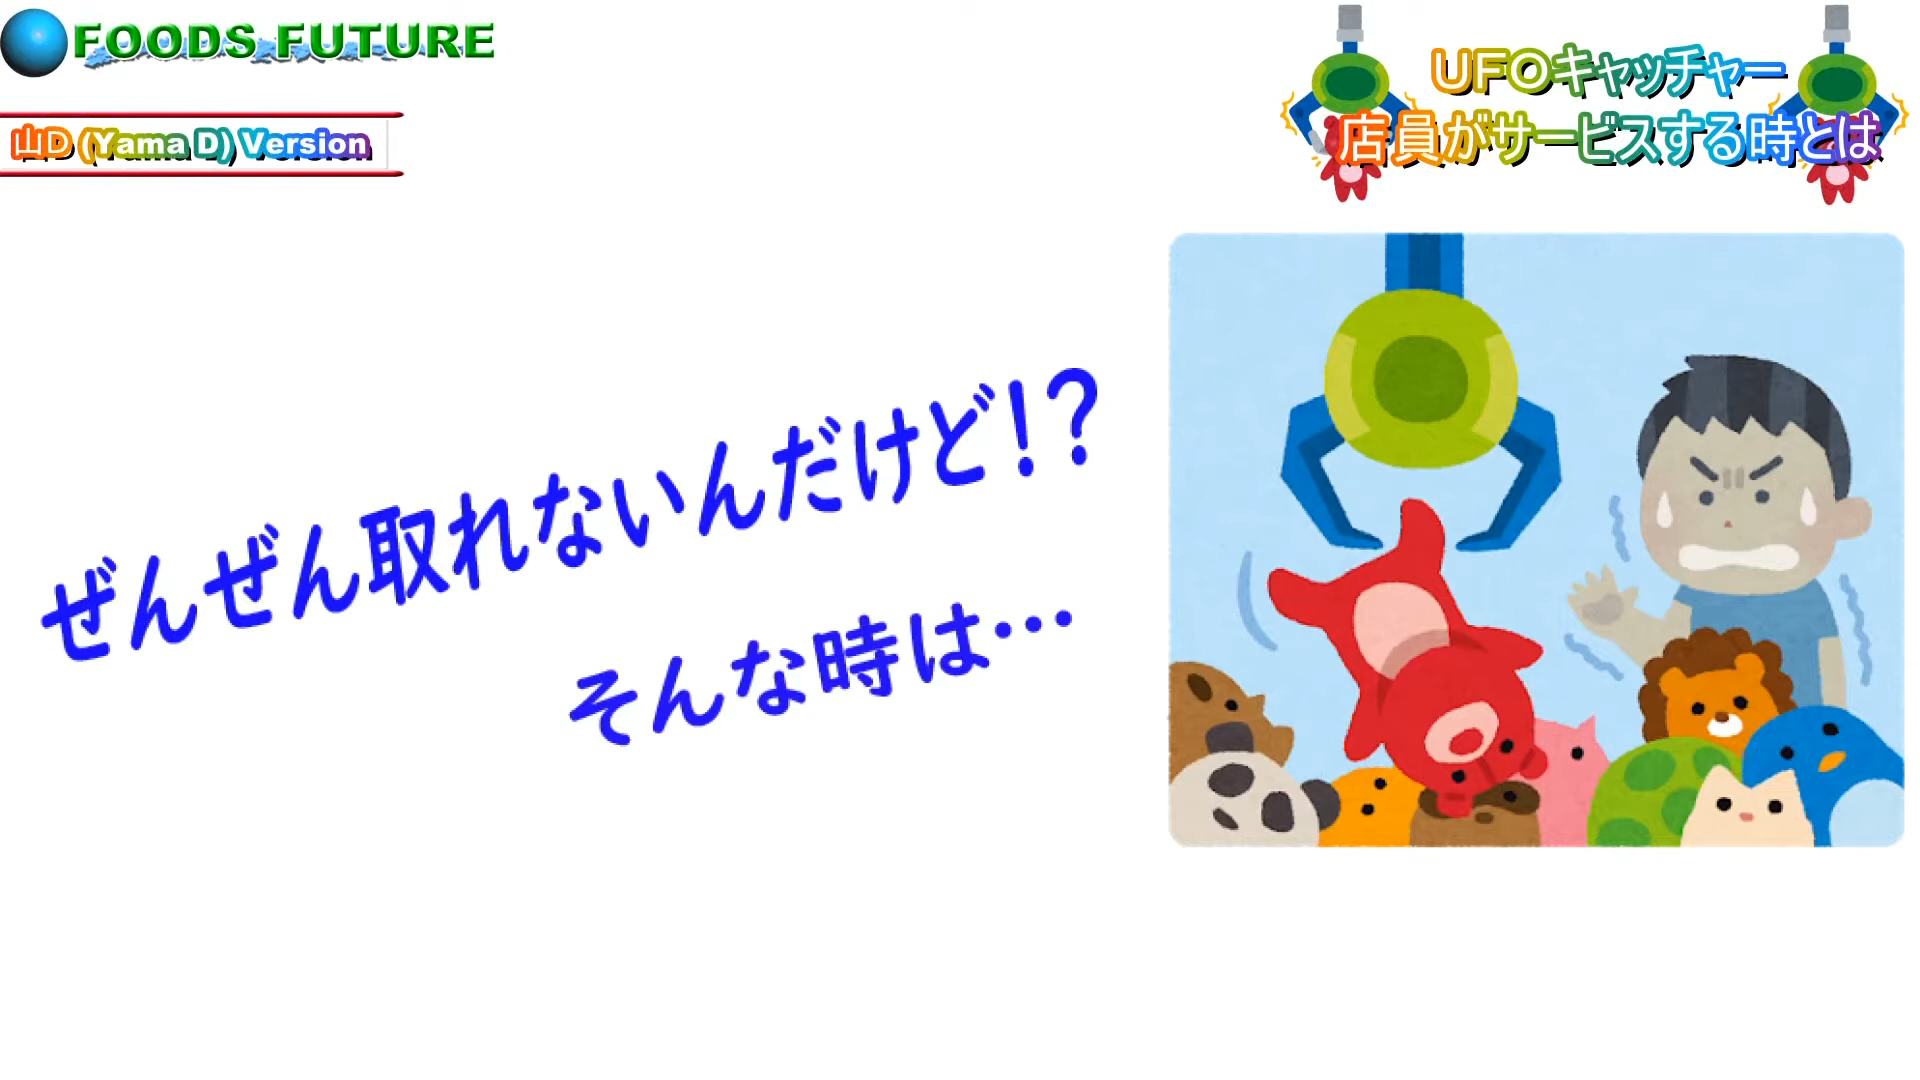 FOODS FUTURE
山D (Yama D) Version
UFOキャッチャー
店員がサービスする時とは
ぜんぜん取れないんだけど！？
そんな時は…